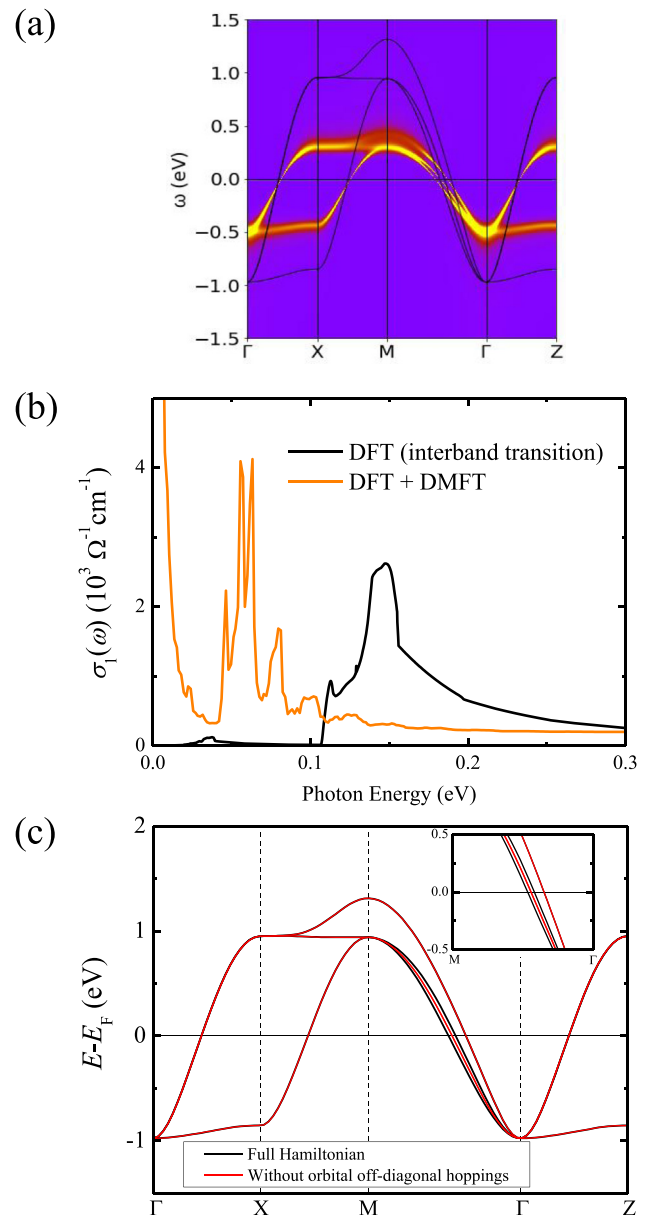 (a)
1.5
1.0
0.5
0.0
−0.5
−1.0
−1.5
ω (eV)
Γ X M Γ Z
(b)
DFT (interband transition)
DFT + DMFT
4
2
0
σ₁(ω) (10³ Ω⁻¹cm⁻¹)
0.0 0.1 0.2 0.3
Photon Energy (eV)
(c)
2
1
0
-1
E-E_F (eV)
0.5
0.0
-0.5
M Γ
Full Hamiltonian
Without orbital off-diagonal hoppings
Γ X M Γ Z